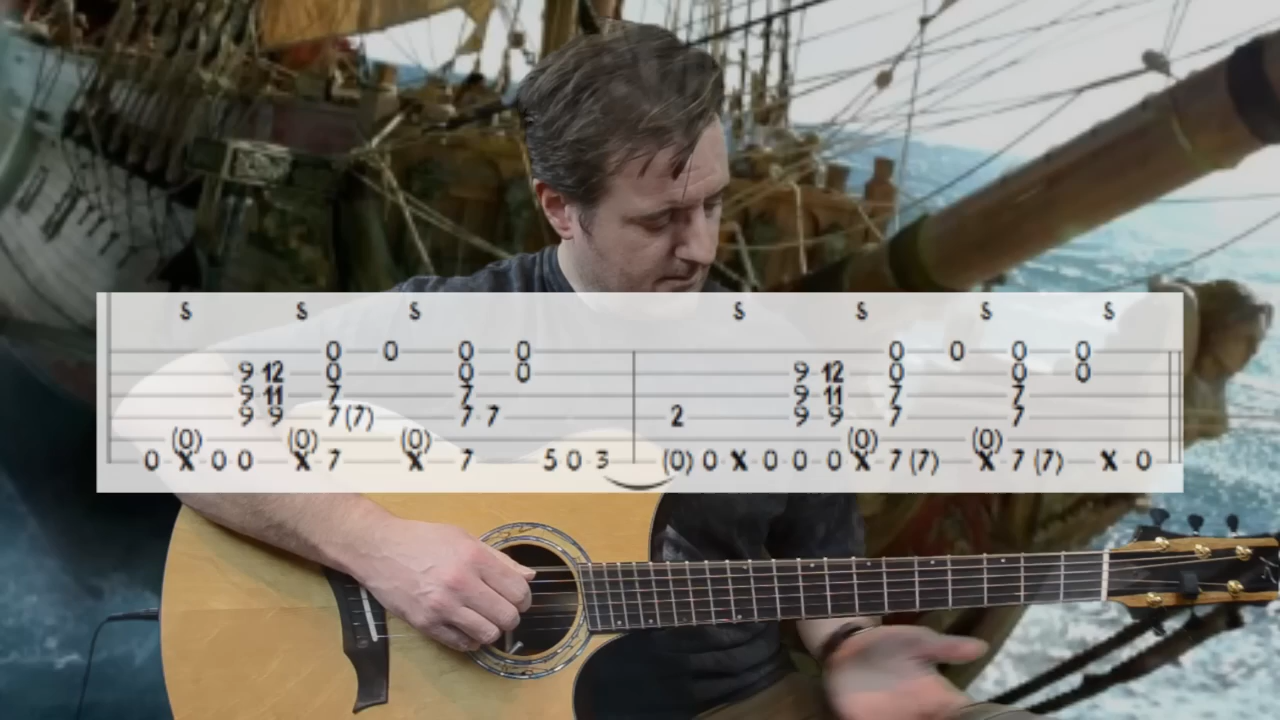 S S S S S S S
0 0 0 0 0 0 0 0
9 12 0 0 0 9 12 0 0 0
9 11 7 7 9 11 7 7
9 9 7 (7) 7 7 2 9 9 7 7
(0) (0) (0) (0) (0)
0 X 0 0 X 7 X 7 5 0 3 (0) 0 X 0 0 0 X 7 (7) X 7 (7) X 0